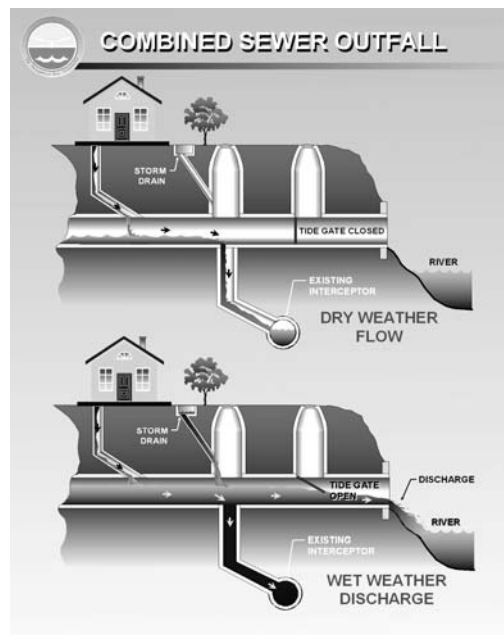 COMBINED SEWER OUTFALL
STORM
DRAIN
TIDE GATE CLOSED
RIVER
EXISTING
INTERCEPTOR
DRY WEATHER
FLOW
STORM
DRAIN
TIDE GATE
OPEN
DISCHARGE
RIVER
EXISTING
INTERCEPTOR
WET WEATHER
DISCHARGE